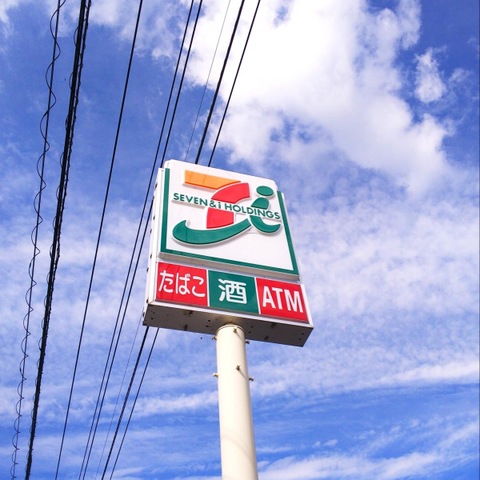 SEVEN & i HOLDINGS
たばこ 酒 ATM